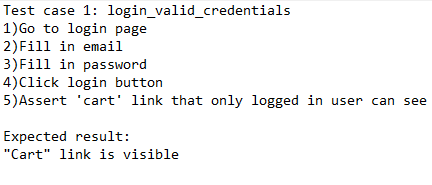 Test case 1: login_valid_credentials
1)Go to login page
2)Fill in email
3)Fill in password
4)Click login button
5)Assert 'cart' link that only logged in user can see
Expected result:
"Cart" link is visible